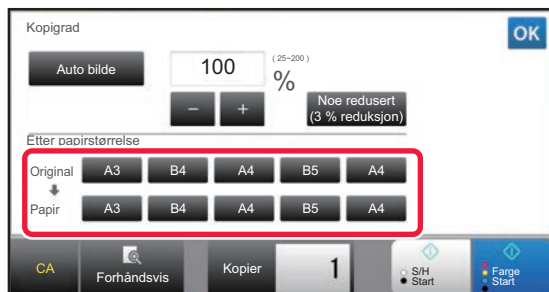 Kopigrad
OK
Auto bilde
100
( 25~200 )
%
−
+
Noe redusert
(3 % reduksjon)
Etter papirstørrelse
Original A3 B4 A4 B5 A4
Papir A3 B4 A4 B5 A4
CA
Forhåndsvis
Kopier
1
S/H
Start
Farge
Start